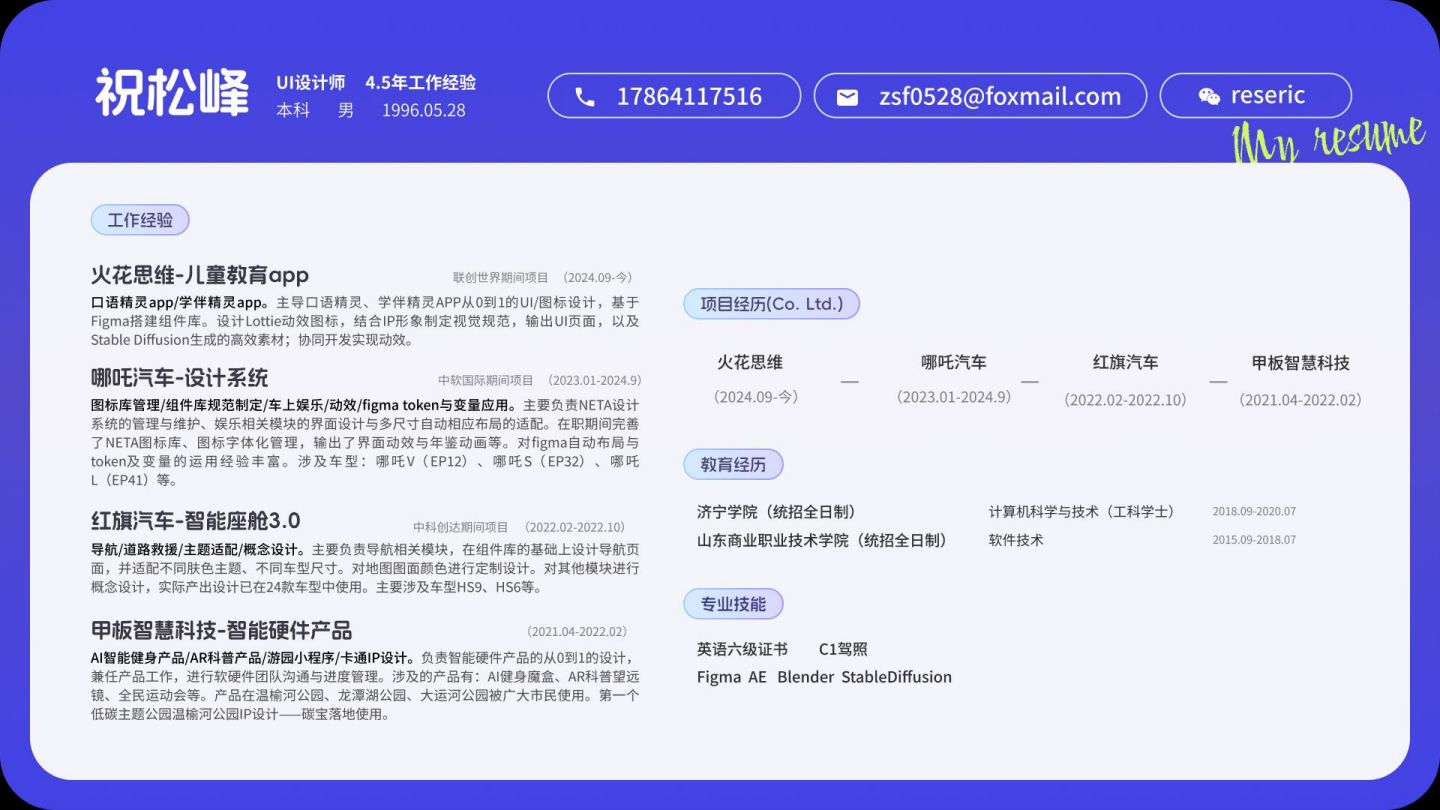 祝松峰
UI设计师 4.5年工作经验
本科 男 1996.05.28
17864117516
zsf0528@foxmail.com
reseric
My resume
工作经验
火花思维-儿童教育app
联创世界期间项目 （2024.09-今）
口语精灵app/学伴精灵app。主导口语精灵、学伴精灵APP从0到1的UI/图标设计，基于
Figma搭建组件库。设计Lottie动效图标，结合IP形象制定视觉规范，输出UI页面，以及
Stable Diffusion生成的高效素材；协同开发实现动效。
哪吒汽车-设计系统
中软国际期间项目 （2023.01-2024.9）
图标库管理/组件库规范制定/车上娱乐/动效/figma token与变量应用。主要负责NETA设计
系统的管理与维护、娱乐相关模块的界面设计与多尺寸自动相应布局的适配。在职期间完善
了NETA图标库、图标字体化管理，输出了界面动效与年鉴动画等。对figma自动布局与
token及变量的运用经验丰富。涉及车型：哪吒V（EP12）、哪吒S（EP32）、哪吒
L（EP41）等。
红旗汽车-智能座舱3.0
中科创达期间项目 （2022.02-2022.10）
导航/道路救援/主题适配/概念设计。主要负责导航相关模块，在组件库的基础上设计导航页
面，并适配不同肤色主题、不同车型尺寸。对地图图面颜色进行定制设计。对其他模块进行
概念设计，实际产出设计已在24款车型中使用。主要涉及车型HS9、HS6等。
甲板智慧科技-智能硬件产品
（2021.04-2022.02）
AI智能健身产品/AR科普产品/游园小程序/卡通IP设计。负责智能硬件产品的从0到1的设计，
兼任产品工作，进行软硬件团队沟通与进度管理。涉及的产品有：AI健身魔盒、AR科普望远
镜、全民运动会等。产品在温榆河公园、龙潭湖公园、大运河公园被广大市民使用。第一个
低碳主题公园温榆河公园IP设计——碳宝落地使用。
项目经历(Co. Ltd.)
火花思维 哪吒汽车 红旗汽车 甲板智慧科技
（2024.09-今） — （2023.01-2024.9） — （2022.02-2022.10） — （2021.04-2022.02）
教育经历
济宁学院（统招全日制） 计算机科学与技术（工科学士） 2018.09-2020.07
山东商业职业技术学院（统招全日制） 软件技术 2015.09-2018.07
专业技能
英语六级证书 C1驾照
Figma AE Blender StableDiffusion